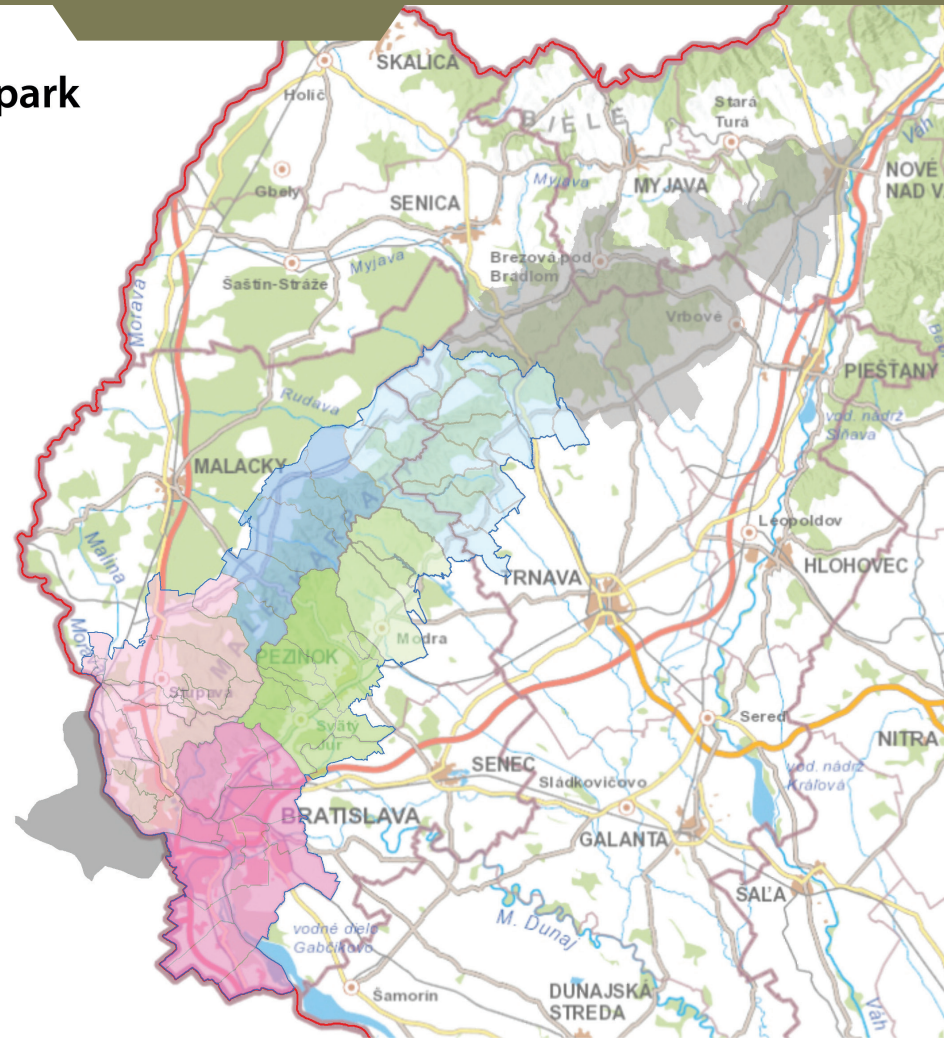 park
SKALICA
Holíč
Stará
Turá
BIELE
Váh
Gbely
Myjava
MYJAVA
NOVÉ
NAD V
SENICA
Brezová pod
Bradlom
Myjava
Šaštín-Stráže
Morava
Vrbové
PIEŠŤANY
Rudava
vod. nádrž
Sĺňava
MALACKY
Leopoldov
Malina
HLOHOVEC
TRNAVA
Modra
PEZINOK
Stupava
Svätý
Jur
Sereď
NITRA
SENEC
vod. nádrž
Kráľová
Sládkovičovo
BRATISLAVA
GALANTA
ŠAĽA
M. Dunaj
vodné dielo
Gabčíkovo
Šamorín
DUNAJSKÁ
STREDA
Váh